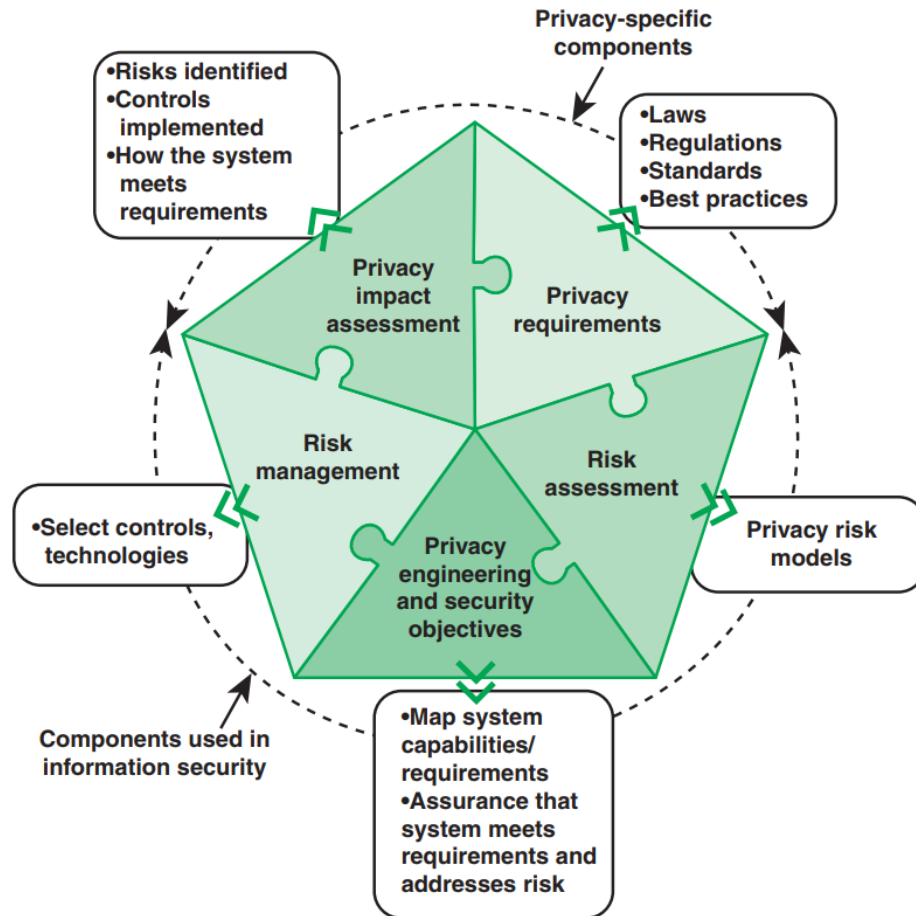 Privacy-specific
components
•Risks identified
•Controls
implemented
•How the system
meets
requirements
•Laws
•Regulations
•Standards
•Best practices
Privacy
impact
assessment
Privacy
requirements
Risk
management
Risk
assessment
•Select controls,
technologies
Privacy
engineering
and security
objectives
Privacy risk
models
Components used in
information security
•Map system
capabilities/
requirements
•Assurance that
system meets
requirements and
addresses risk